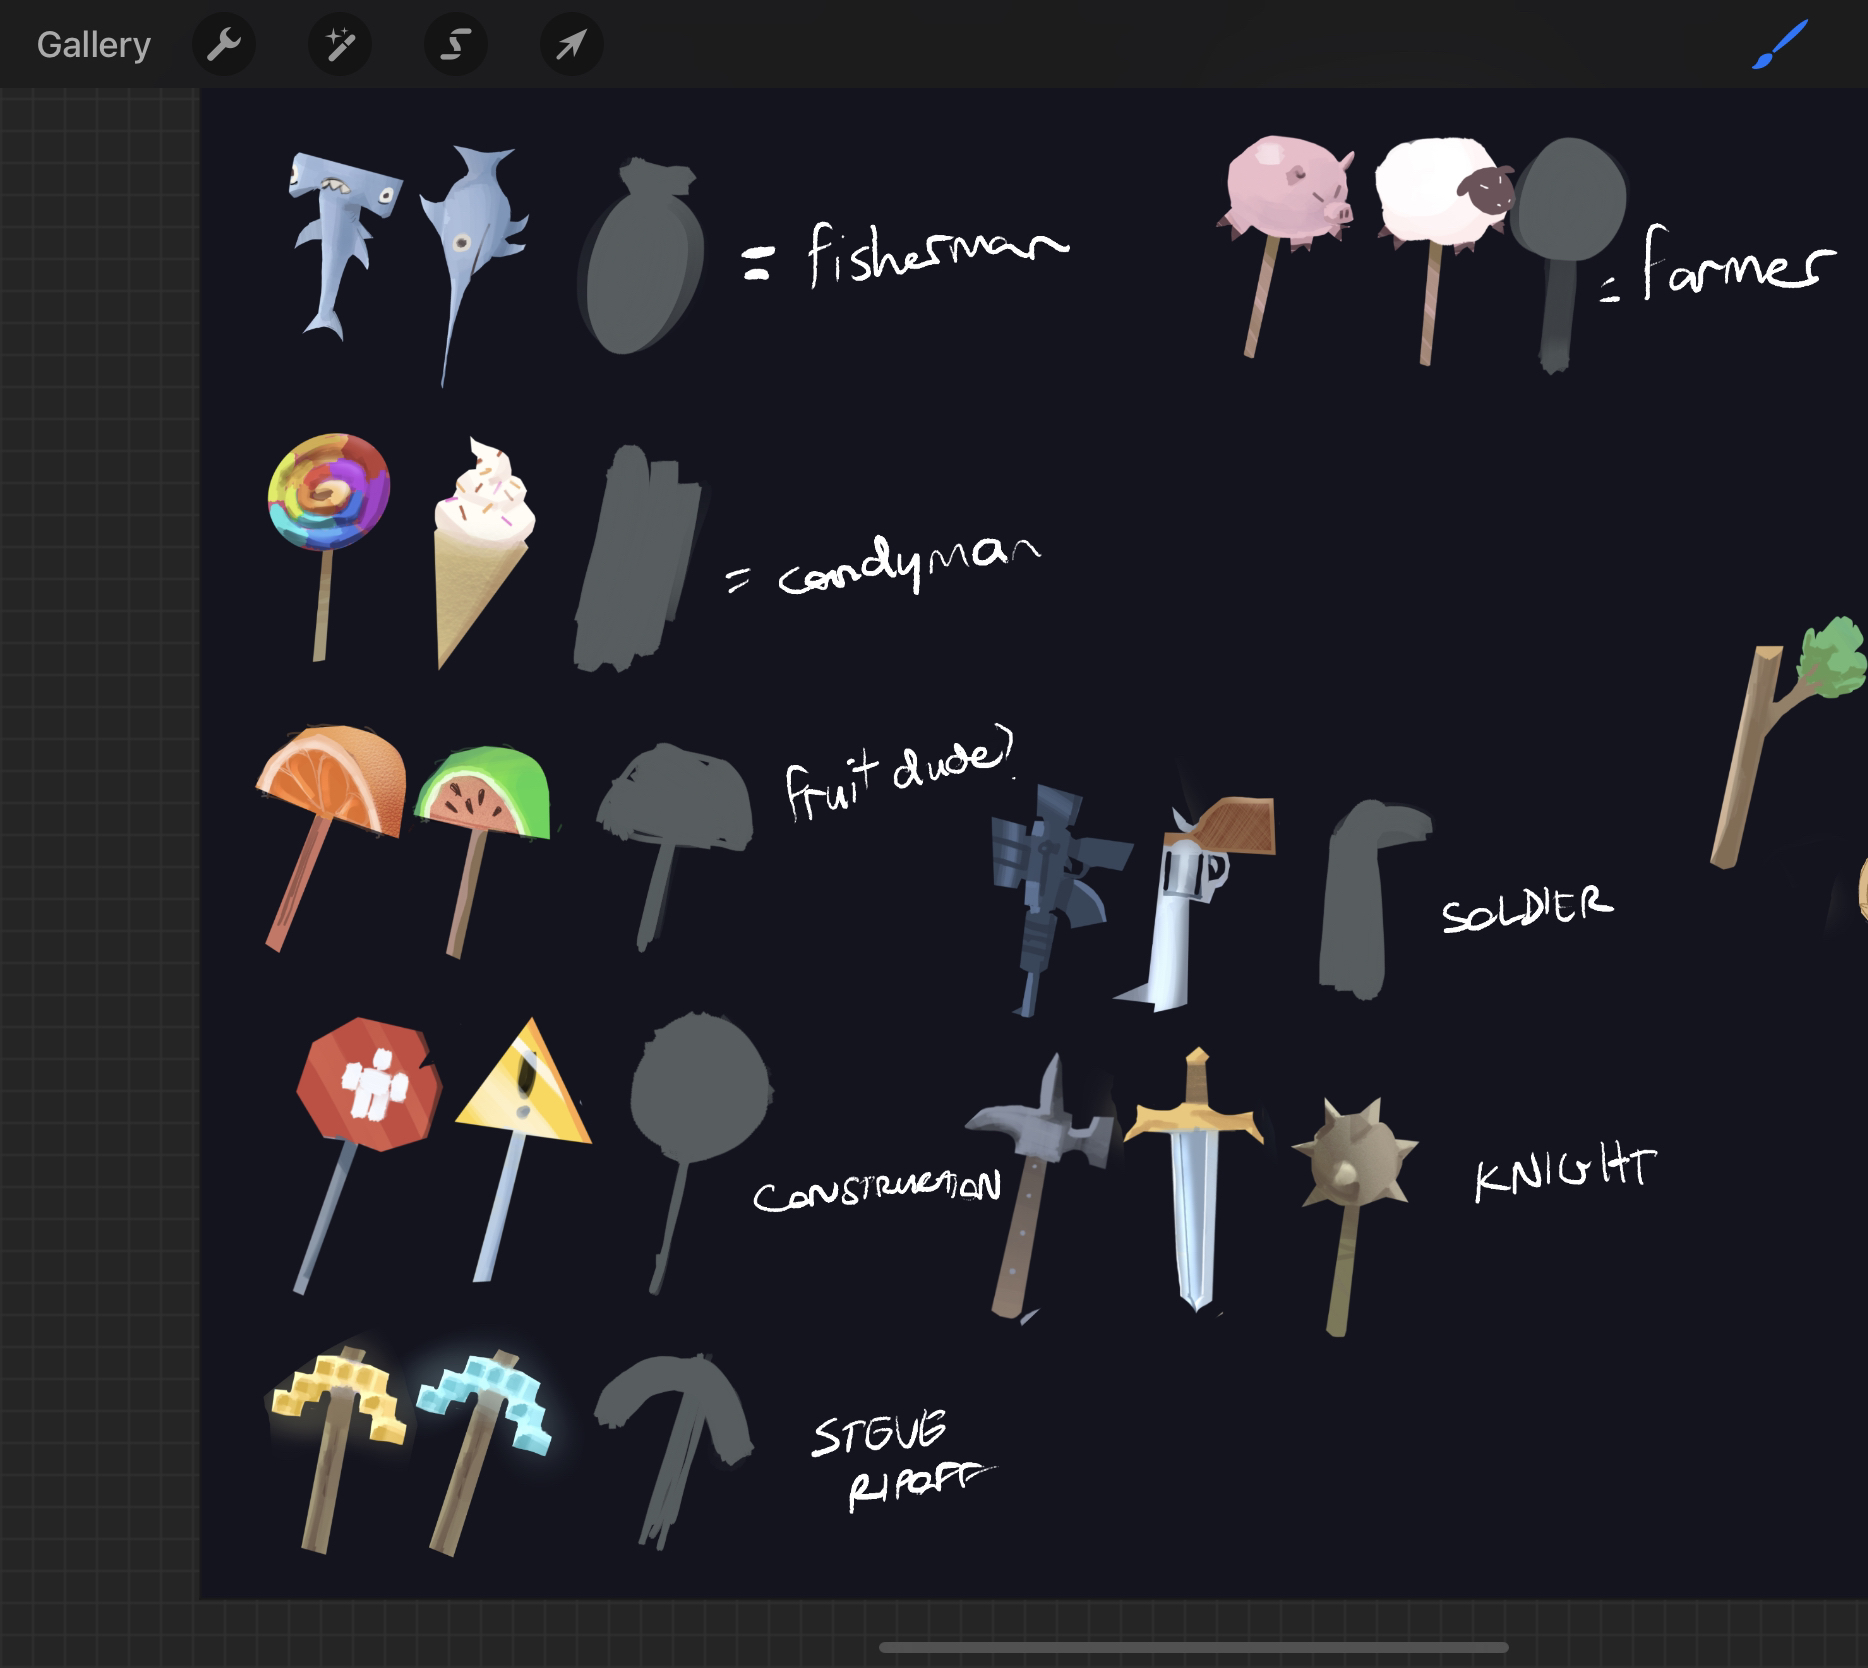 Gallery
= fisherman
= farmer
= candyman
fruit dude?
SOLDIER
CONSTRUCTION
KNIGHT
STEVE
RIPOFF